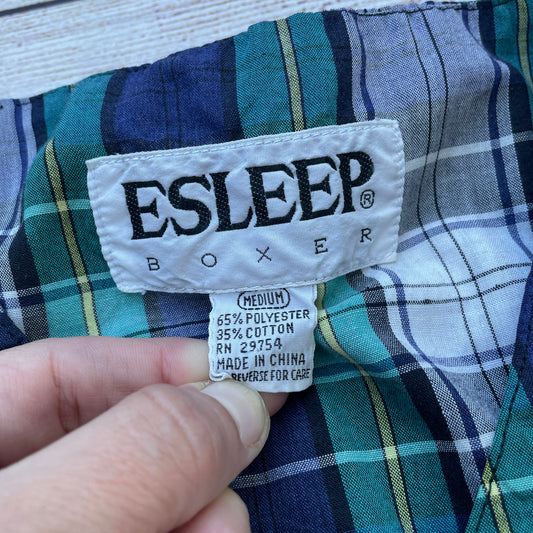 ESLEEP®
BOXER
MEDIUM
65% POLYESTER
35% COTTON
RN 29754
MADE IN CHINA
REVERSE FOR CARE